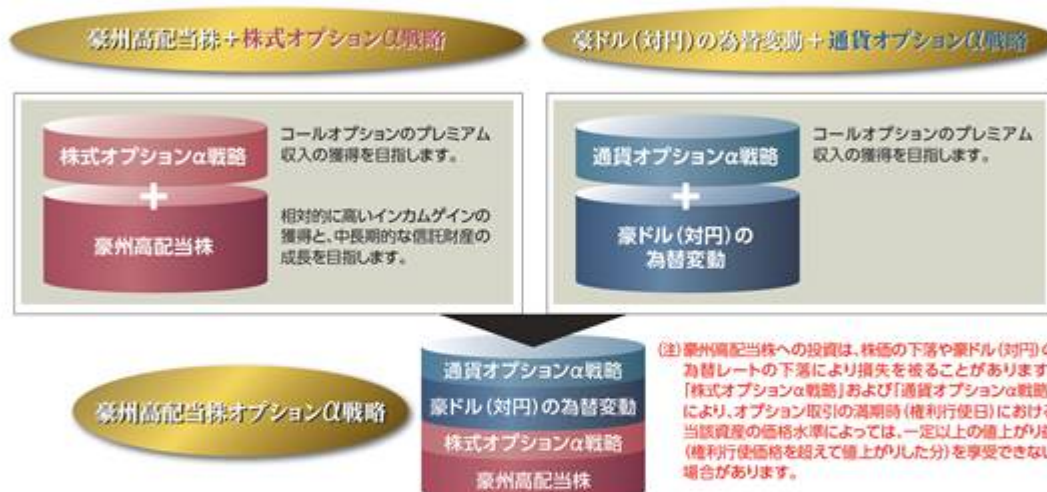 豪州高配当株+株式オプションα戦略
豪ドル(対円)の為替変動+通貨オプションα戦略
株式オプションα戦略
+
豪州高配当株
コールオプションのプレミアム
収入の獲得を目指します。
相対的に高いインカムゲインの
獲得と、中長期的な信託財産の
成長を目指します。
通貨オプションα戦略
+
豪ドル(対円)の
為替変動
コールオプションのプレミアム
収入の獲得を目指します。
豪州高配当株オプションα戦略
通貨オプションα戦略
豪ドル(対円)の為替変動
株式オプションα戦略
豪州高配当株
(注)豪州高配当株への投資は、株価の下落や豪ドル(対円)の
為替レートの下落により損失を被ることがあります
「株式オプションα戦略」および「通貨オプションα戦略
により、オプション取引の満期時(権利行使日)における
当該資産の価格水準によっては、一定以上の値上がり
(権利行使価格を超えて値上がりした分)を享受できない
場合があります。